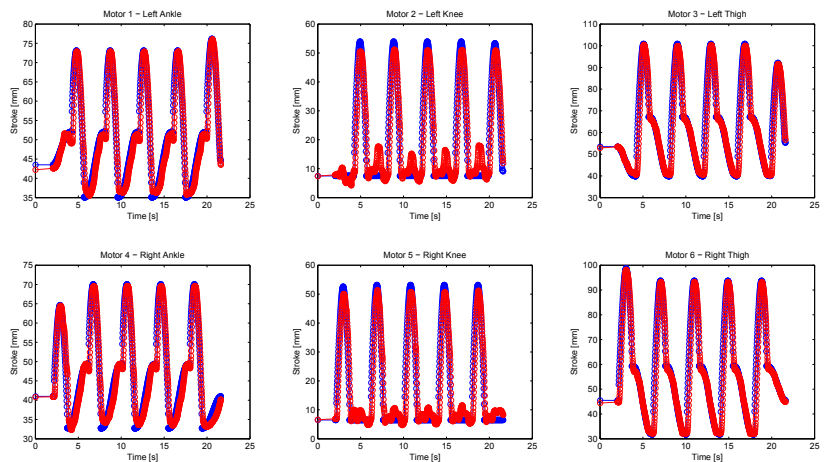 Motor 1 − Left Ankle
80
75
70
65
60
55
50
45
40
35
Stroke [mm]
0 5 10 15 20 25
Time [s]
Motor 2 − Left Knee
60
50
40
30
20
10
0
Stroke [mm]
0 5 10 15 20 25
Time [s]
Motor 3 − Left Thigh
110
100
90
80
70
60
50
40
30
Stroke [mm]
0 5 10 15 20 25
Time [s]
Motor 4 − Right Ankle
75
70
65
60
55
50
45
40
35
30
Stroke [mm]
0 5 10 15 20 25
Time [s]
Motor 5 − Right Knee
60
50
40
30
20
10
0
Stroke [mm]
0 5 10 15 20 25
Time [s]
Motor 6 − Right Thigh
100
90
80
70
60
50
40
30
Stroke [mm]
0 5 10 15 20 25
Time [s]